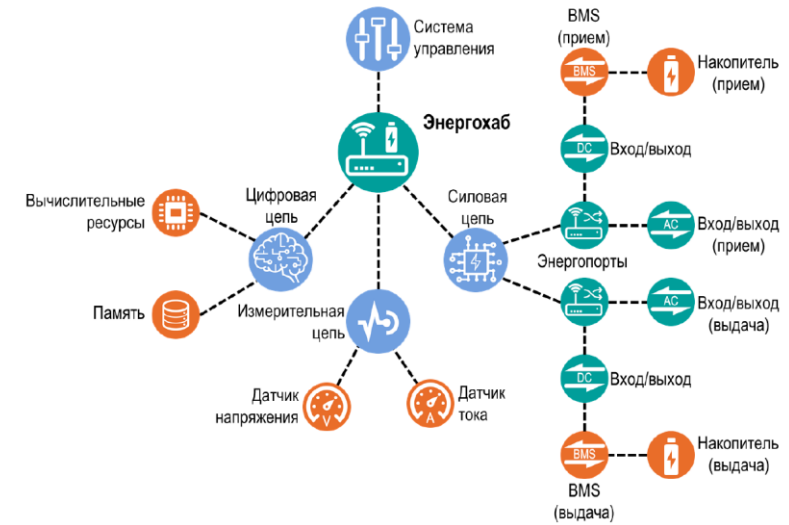 Система
управления
Энергохаб
BMS
(прием)
BMS
Накопитель
(прием)
DC
Вход/выход
Вычислительные
ресурсы
Цифровая
цепь
Силовая
цепь
AC
Вход/выход
(прием)
Энергопорты
Память
Измерительная
цепь
AC
Вход/выход
(выдача)
Датчик
напряжения
V
A
Датчик
тока
DC
Вход/выход
BMS
Накопитель
(выдача)
BMS
(выдача)